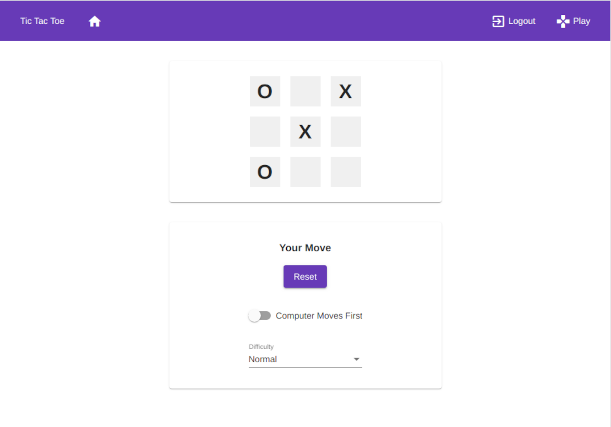 Tic Tac Toe Logout Play
O X
X
O
Your Move
Reset
Computer Moves First
Difficulty
Normal